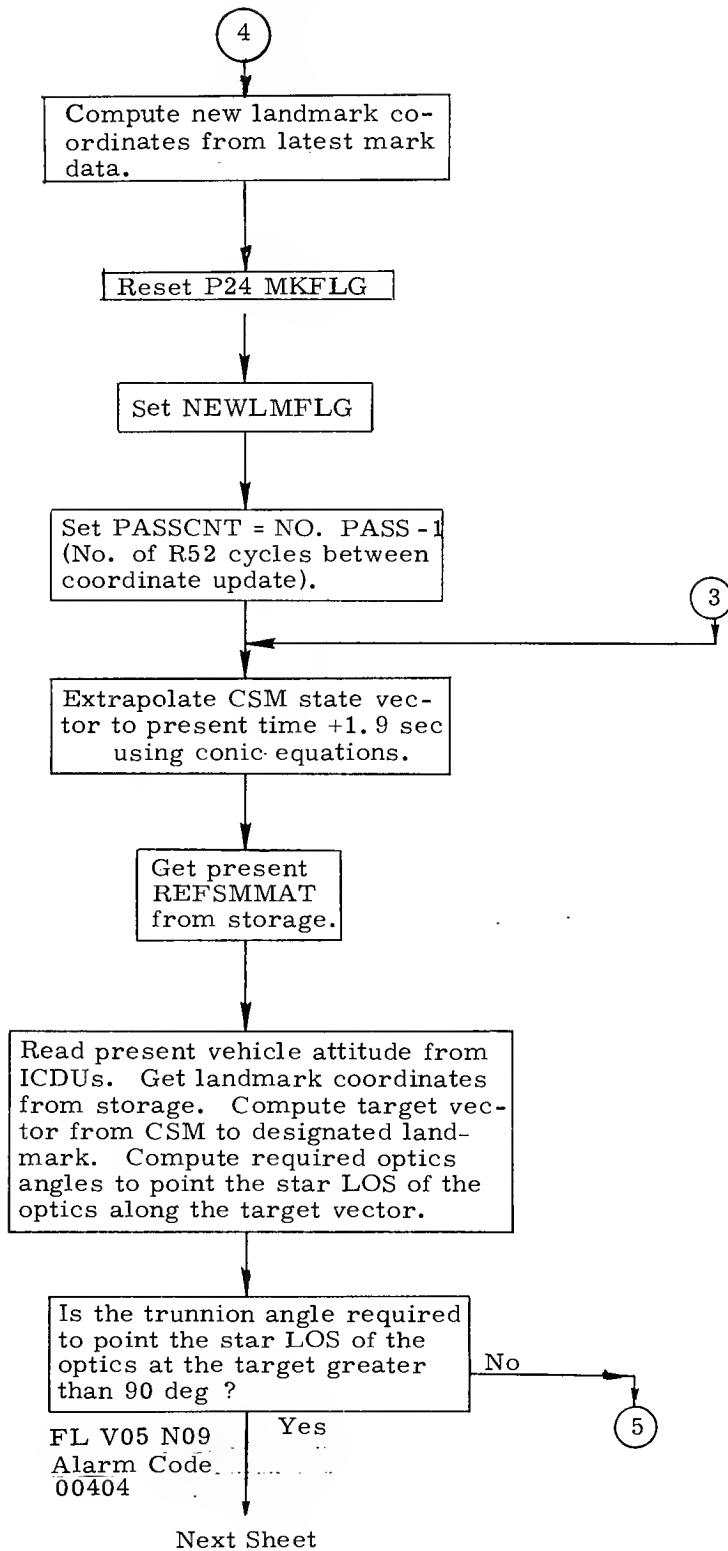 4
Compute new landmark co-
ordinates from latest mark
data.
Reset P24 MKFLG
Set NEWLMFLG
Set PASSCNT = NO. PASS -1
(No. of R52 cycles between
coordinate update).
3
Extrapolate CSM state vec-
tor to present time +1.9 sec
using conic equations.
Get present
REFSMMAT
from storage.
Read present vehicle attitude from
ICDUs. Get landmark coordinates
from storage. Compute target vec-
tor from CSM to designated land-
mark. Compute required optics
angles to point the star LOS of the
optics along the target vector.
Is the trunnion angle required
to point the star LOS of the
optics at the target greater
than 90 deg ?
No
5
Yes
FL V05 N09
Alarm Code
00404
Next Sheet